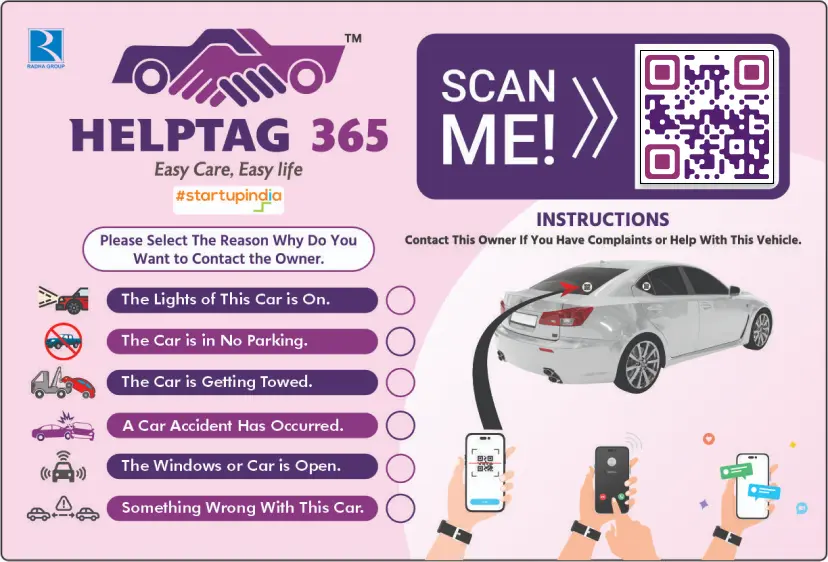 RADHA GROUP
TM
HELPTAG 365
Easy Care, Easy life
#startupindia
SCAN
ME!
Please Select The Reason Why Do You
Want to Contact the Owner.
The Lights of This Car is On.
The Car is in No Parking.
The Car is Getting Towed.
A Car Accident Has Occurred.
The Windows or Car is Open.
Something Wrong With This Car.
INSTRUCTIONS
Contact This Owner If You Have Complaints or Help With This Vehicle.